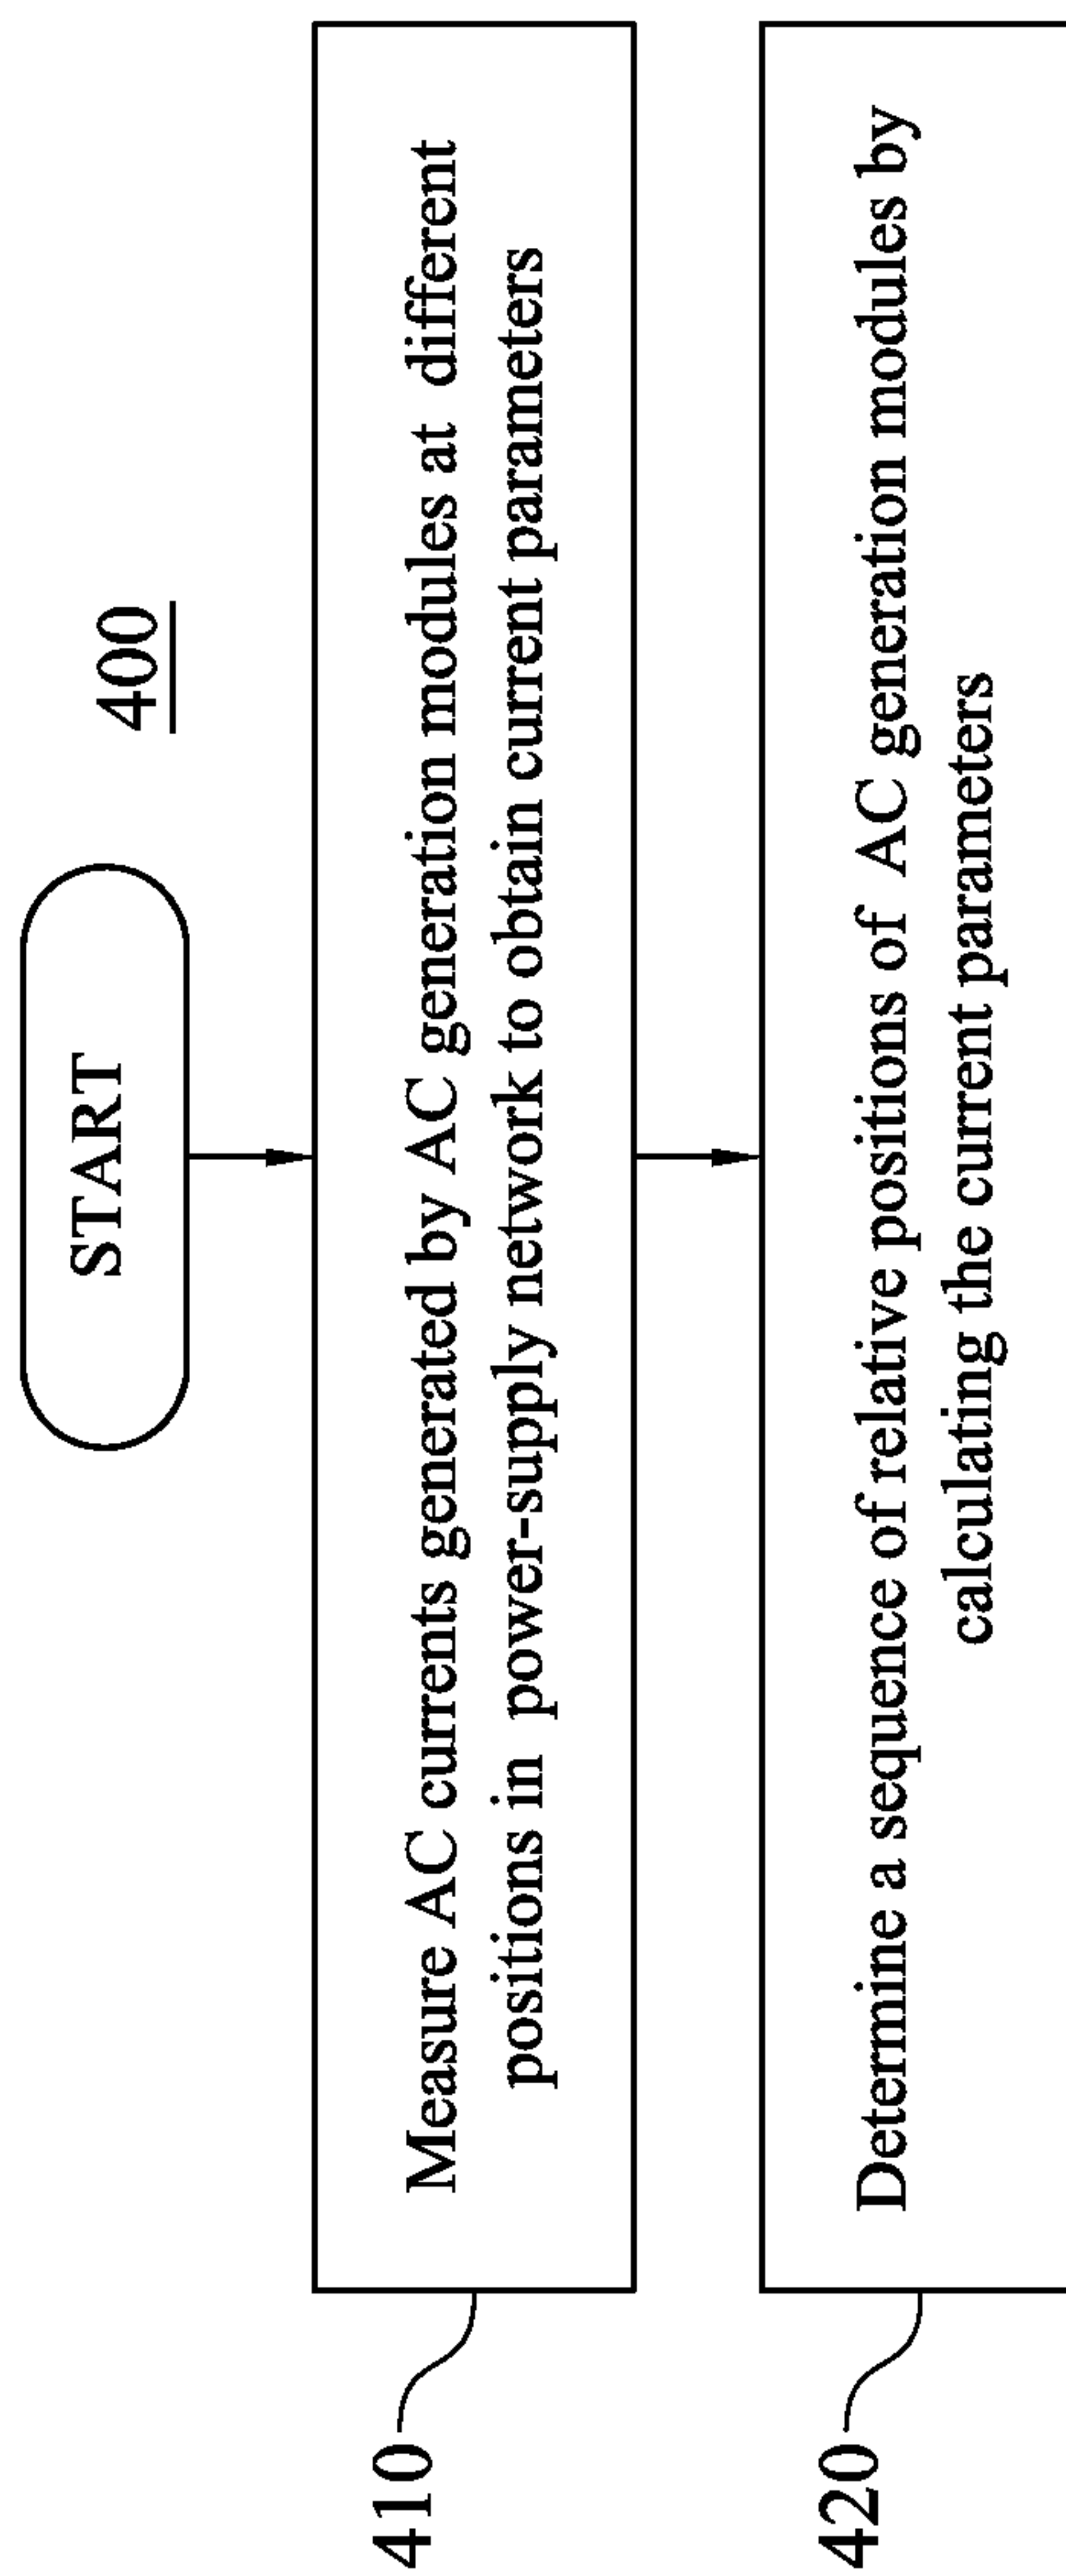 START
400
410
Measure AC currents generated by AC generation modules at different
positions in power-supply network to obtain current parameters
420
Determine a sequence of relative positions of AC generation modules by
calculating the current parameters